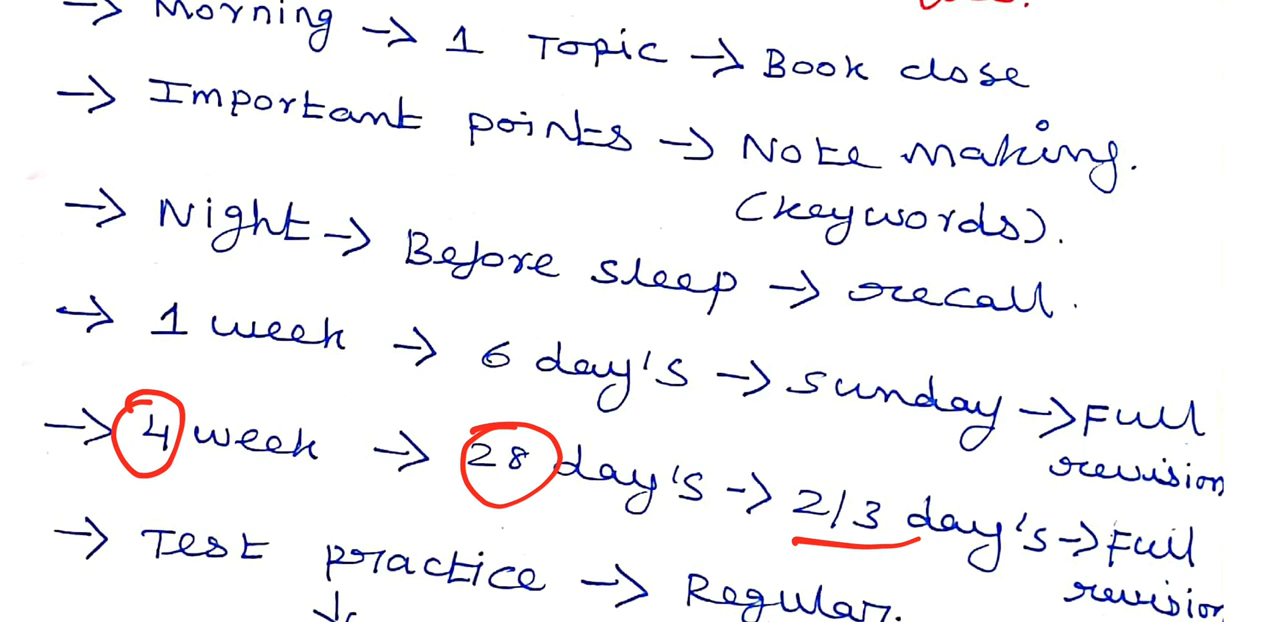 → Morning → 1 Topic → Book close
→ Important points → Note making.
(keywords).
→ Night → Before sleep → recall.
→ 1 week → 6 day's → sunday → Full
revision
→ 4 week → 28 day's → 2/3 day's → Full
revision
→ Test practice → Regular.